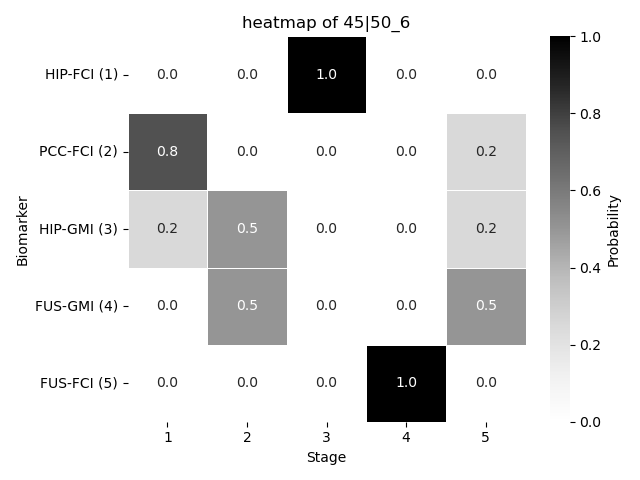 heatmap of 45|50_6
HIP-FCI (1) 0.0 0.0 1.0 0.0 0.0
PCC-FCI (2) 0.8 0.0 0.0 0.0 0.2
HIP-GMI (3) 0.2 0.5 0.0 0.0 0.2
FUS-GMI (4) 0.0 0.5 0.0 0.0 0.5
FUS-FCI (5) 0.0 0.0 0.0 1.0 0.0
1 2 3 4 5
Stage
Biomarker
1.0
0.8
0.6
0.4
0.2
0.0
Probability